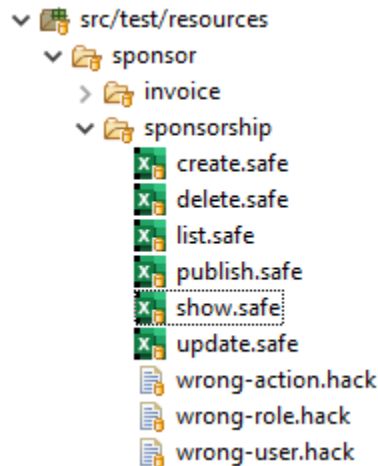 src/test/resources
sponsor
invoice
sponsorship
create.safe
delete.safe
list.safe
publish.safe
show.safe
update.safe
wrong-action.hack
wrong-role.hack
wrong-user.hack